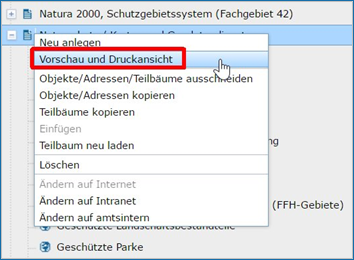 Natura 2000, Schutzgebietssystem (Fachgebiet 42)
Neu anlegen
Vorschau und Druckansicht
Objekte/Adressen/Teilbäume ausschneiden
Objekte/Adressen kopieren
Teilbäume kopieren
Einfügen
Teilbaum neu laden
Löschen
Ändern auf Internet
Ändern auf Intranet
(FFH-Gebiete)
Ändern auf amtsintern
Geschützte Landschaftsbestandteile
Geschützte Parke